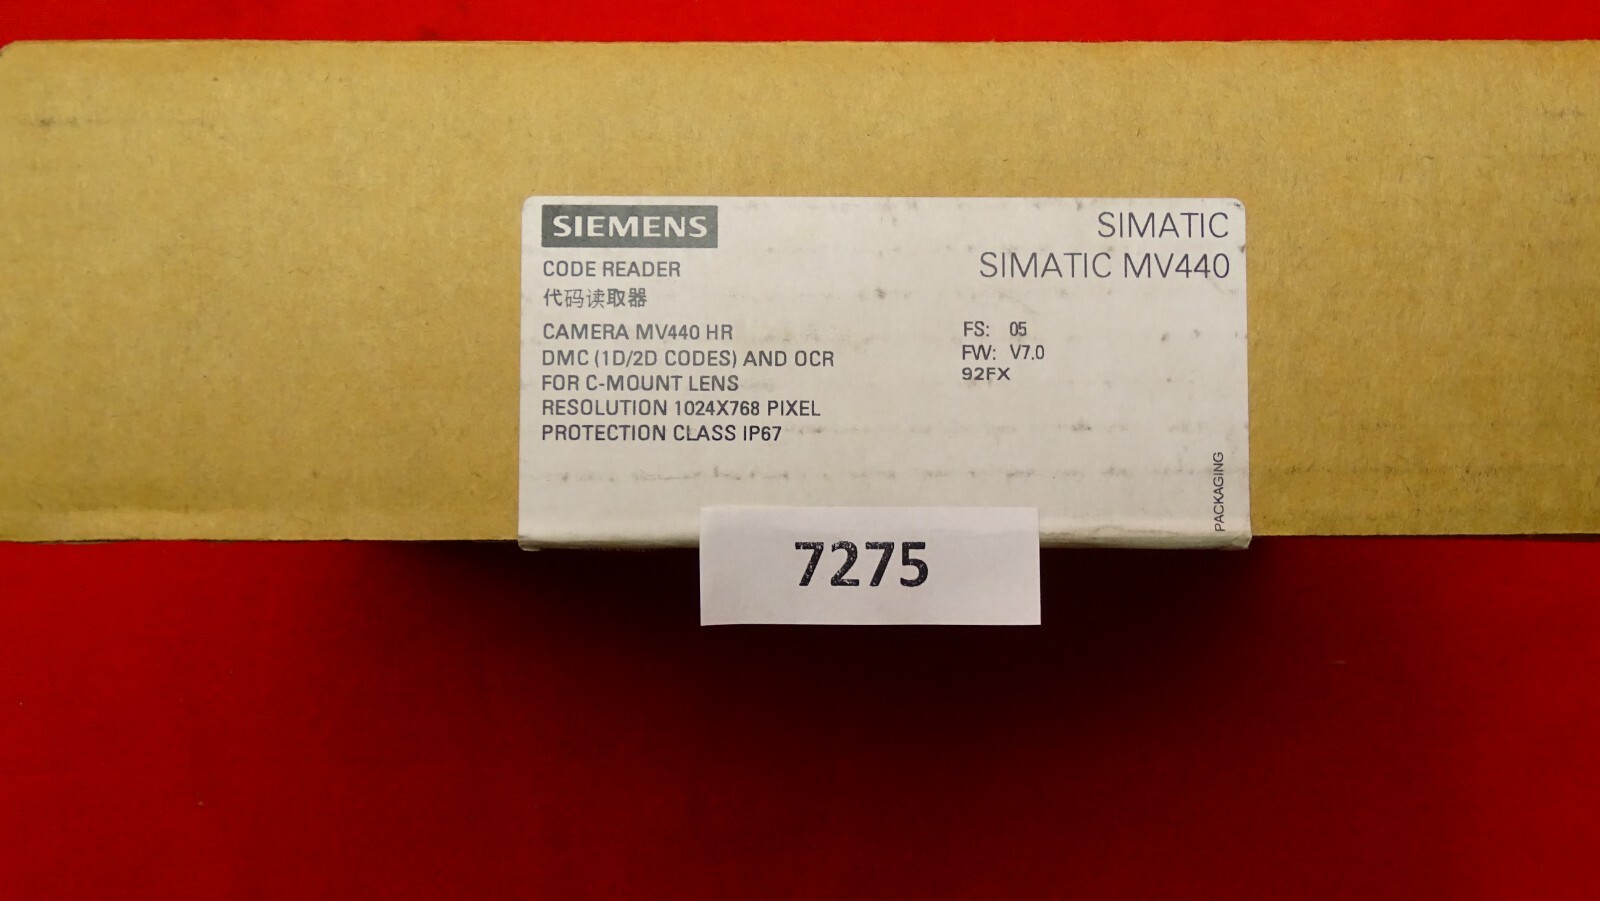 SIEMENS
SIMATIC
SIMATIC MV440
CODE READER
代码读取器
CAMERA MV440 HR
DMC (1D/2D CODES) AND OCR
FOR C-MOUNT LENS
RESOLUTION 1024X768 PIXEL
PROTECTION CLASS IP67
FS: 05
FW: V7.0
92FX
PACKAGING
7275